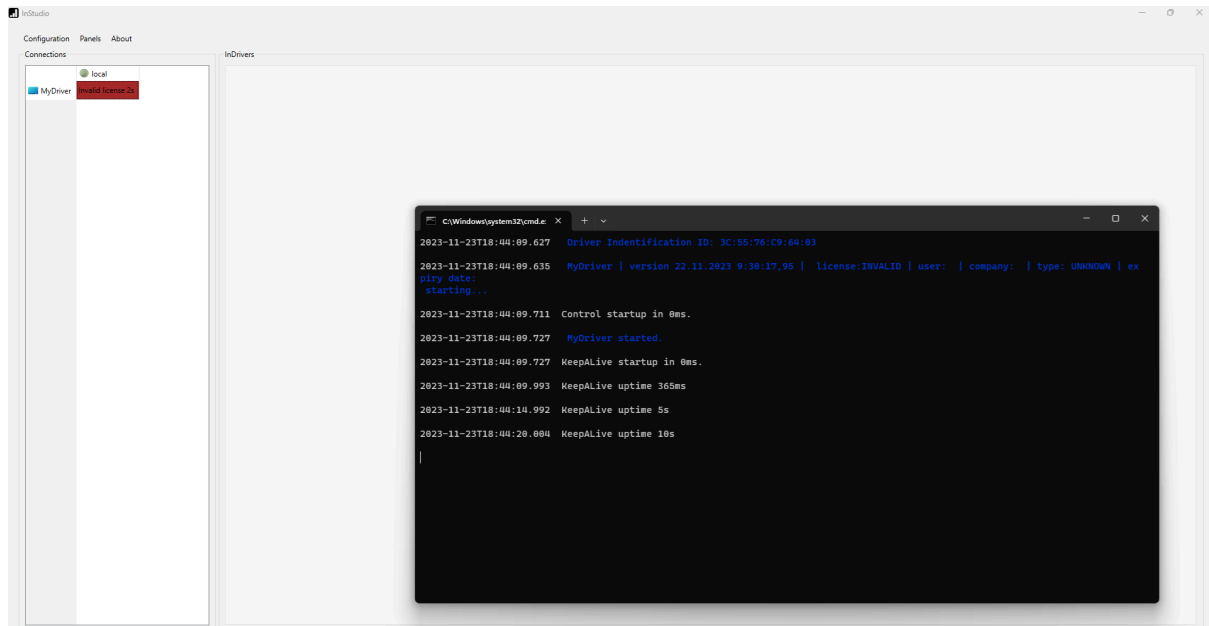 InStudio
Configuration Panels About
Connections
InDrivers
local
MyDriver Invalid license 2s
C:\Windows\system32\cmd.e:
2023-11-23T18:44:09.627 Driver Indentification ID: 3C:55:76:C9:64:03
2023-11-23T18:44:09.635 MyDriver | version 22.11.2023 9:30:17,95 | license:INVALID | user: | company: | type: UNKNOWN | ex
piry date:
starting...
2023-11-23T18:44:09.711 Control startup in 0ms.
2023-11-23T18:44:09.727 MyDriver started.
2023-11-23T18:44:09.727 KeepALive startup in 0ms.
2023-11-23T18:44:09.993 KeepALive uptime 365ms
2023-11-23T18:44:14.992 KeepALive uptime 5s
2023-11-23T18:44:20.004 KeepALive uptime 10s